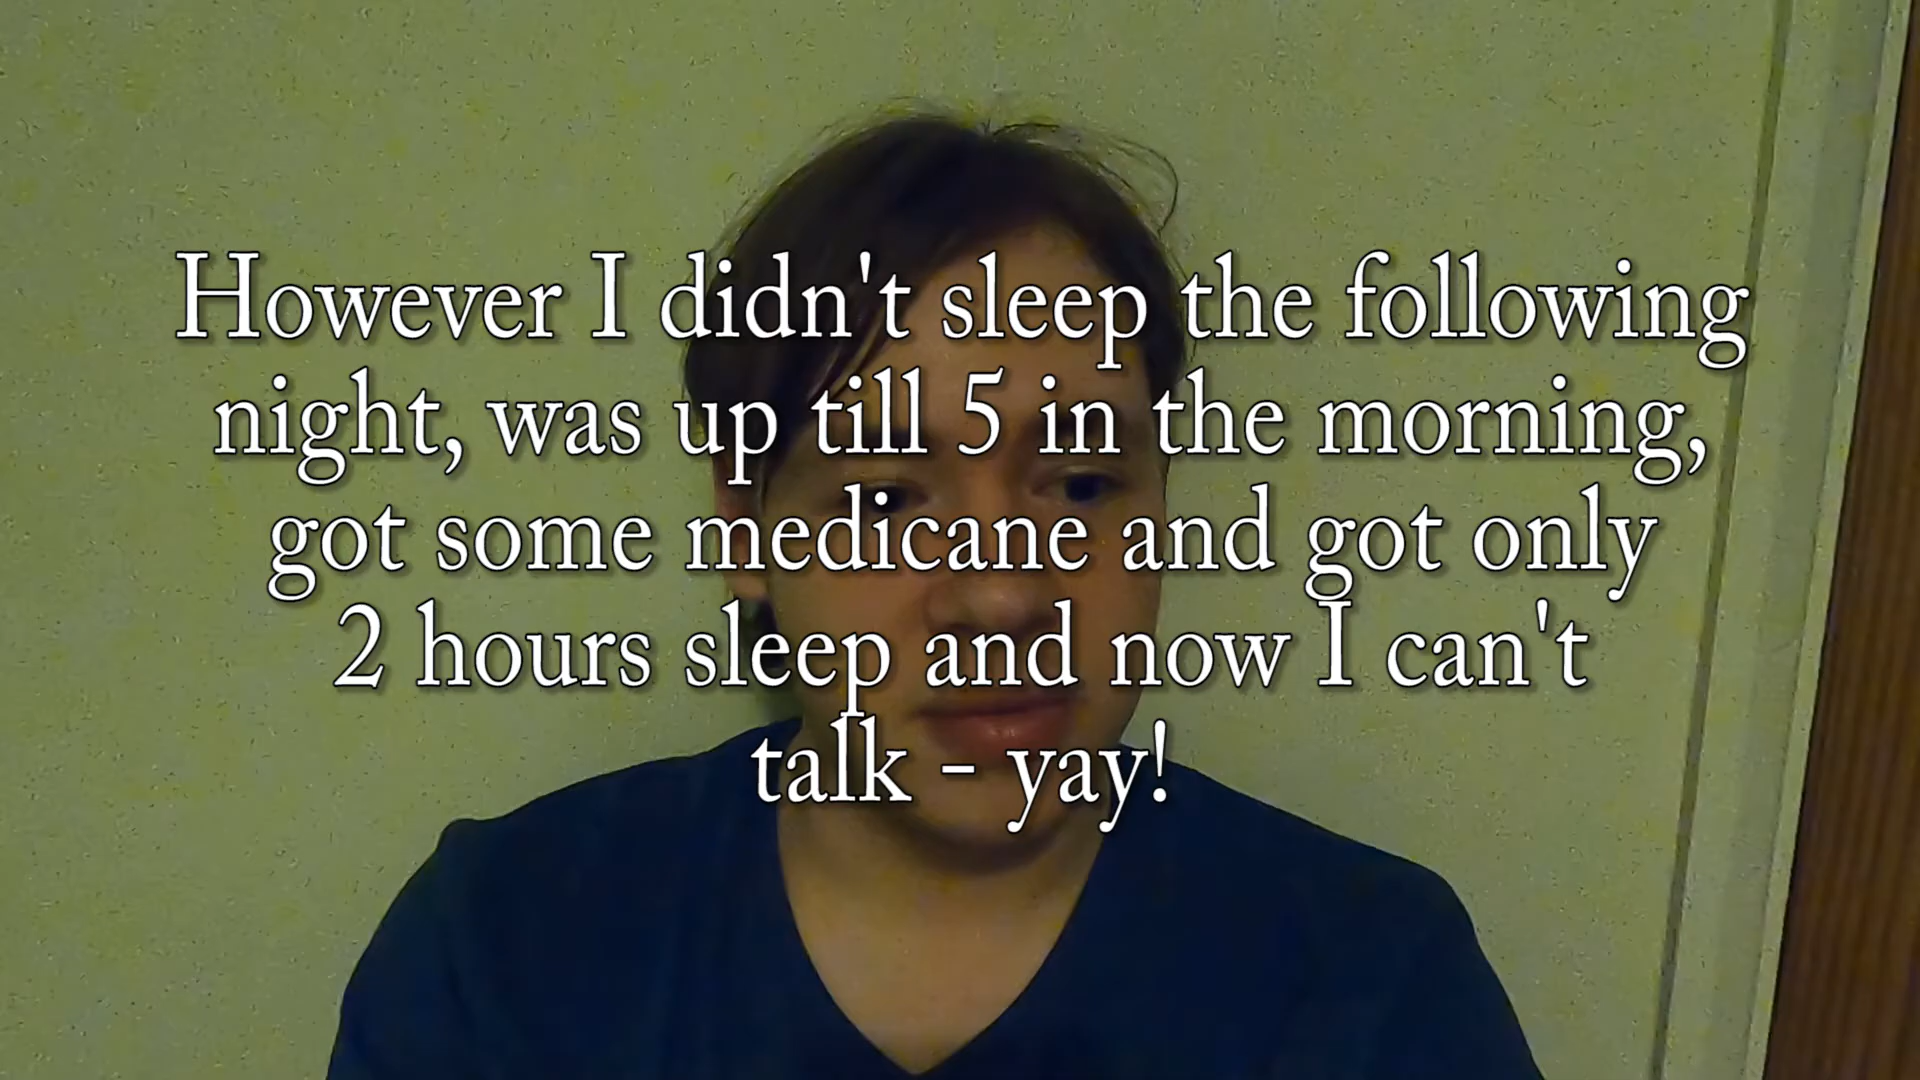 However I didn't sleep the following
night, was up till 5 in the morning,
got some medicane and got only
2 hours sleep and now I can't
talk - yay!